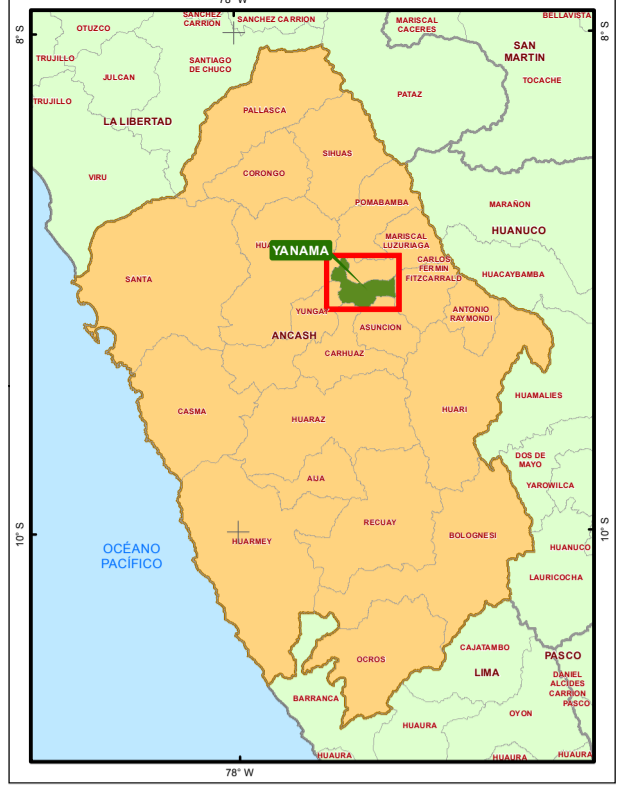 78° W
8° S
8° S
OTUZCO
SANCHEZ
CARRIÓN
SANCHEZ CARRION
MARISCAL
CACERES
BELLAVISTA
SAN
MARTIN
TRUJILLO
SANTIAGO
DE CHUCO
JULCAN
TOCACHE
PATAZ
TRUJILLO
PALLASCA
LA LIBERTAD
SIHUAS
CORONGO
VIRU
POMABAMBA
MARAÑON
HUANUCO
MARISCAL
LUZURIAGA
YANAMA
CARLOS
FERMIN
FITZCARRALD
HUACAYBAMBA
SANTA
YUNGAY
ANTONIO
RAYMONDI
ASUNCION
ANCASH
CARHUAZ
HUAMALIES
CASMA
HUARI
HUARAZ
DOS DE
MAYO
AIJA
YAROWILCA
RECUAY
BOLOGNESI
HUARMEY
10° S
10° S
OCÉANO
PACÍFICO
HUANUCO
LAURICOCHA
CAJATAMBO
PASCO
OCROS
LIMA
DANIEL
ALCIDES
CARRION
PASCO
BARRANCA
OYON
HUAURA
HUAURA
HUAURA
HUAURA
78° W